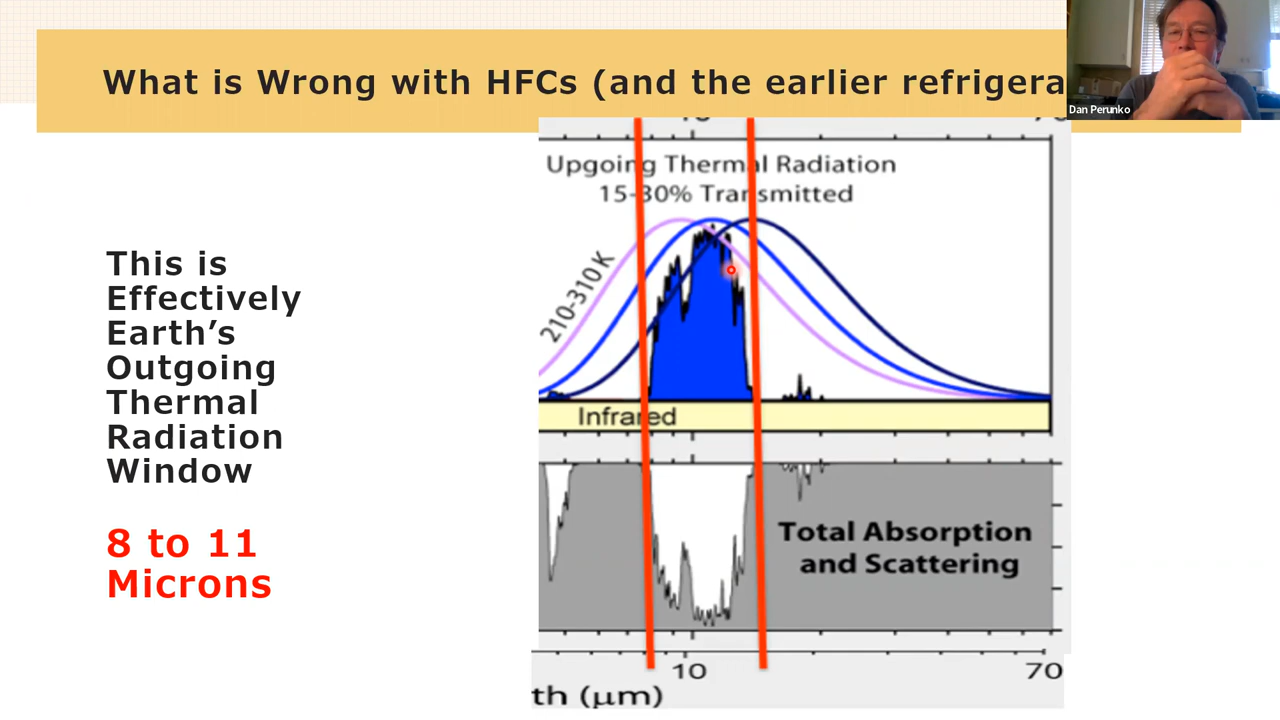 What is Wrong with HFCs (and the earlier refrigera
Dan Perunko
Upgoing Thermal Radiation
15-30% Transmitted
210-310 K
This is
Effectively
Earth's
Outgoing
Thermal
Radiation
Window
8 to 11
Microns
Infrared
Total Absorption
and Scattering
10
70
th (μm)